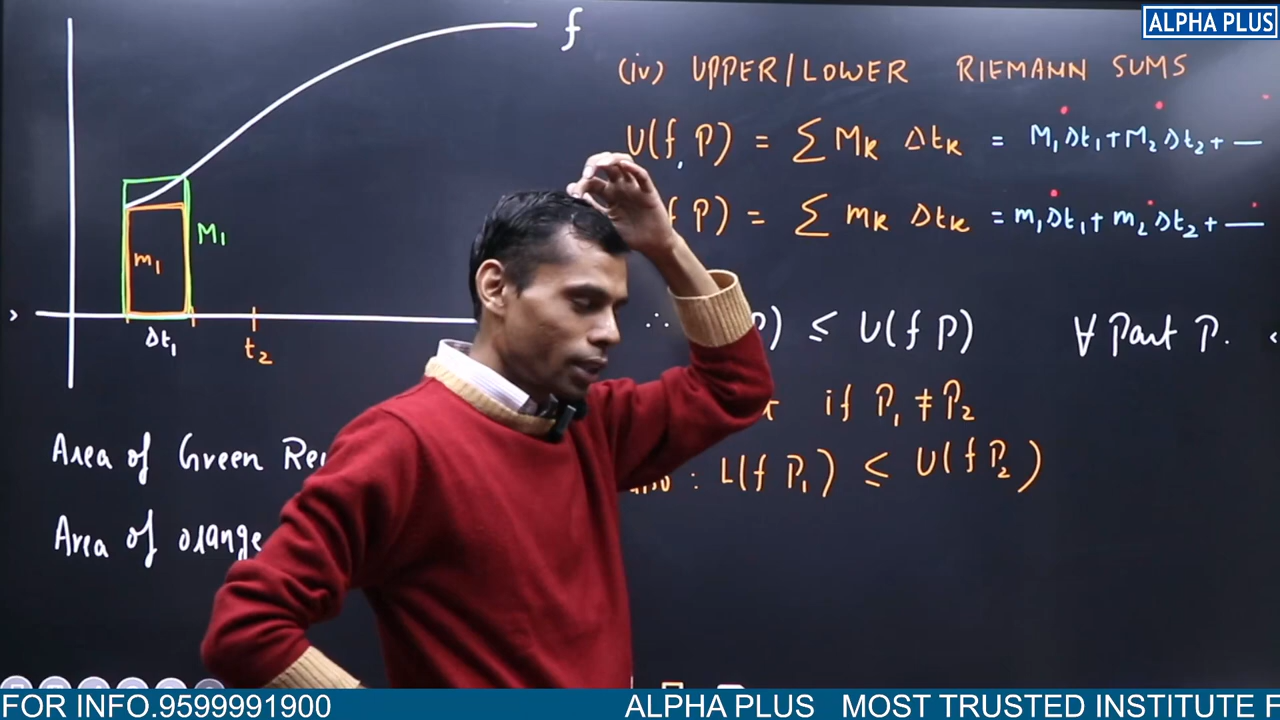 ALPHA PLUS
f
(iv) UPPER/LOWER RIEMANN SUMS
U(f, P) = ∑ Mk Δtk = M₁Δt₁ + M₂Δt₂ + —
f P) = ∑ mk Δtk = m₁Δt₁ + m₂Δt₂ + —
M₁
m₁
Δt₁
t₂
∴ P) ≤ U(f P) ∀ Part P.
if P₁ ≠ P₂
: L(f P₁) ≤ U(f P₂)
Area of Green
Area of orange
FOR INFO.9599991900 ALPHA PLUS MOST TRUSTED INSTITUTE F